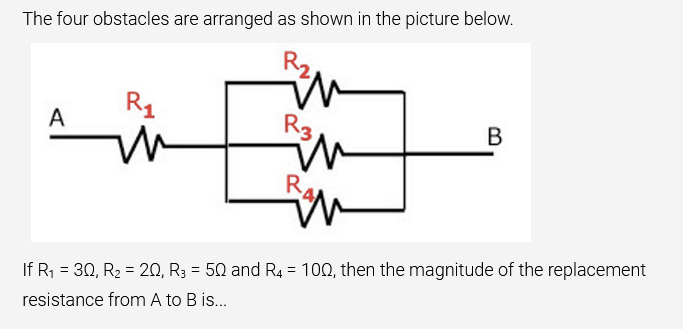 The four obstacles are arranged as shown in the picture below.
R₂
R₁
A
R₃
B
R₄
If R₁ = 3Ω, R₂ = 2Ω, R₃ = 5Ω and R₄ = 10Ω, then the magnitude of the replacement
resistance from A to B is...